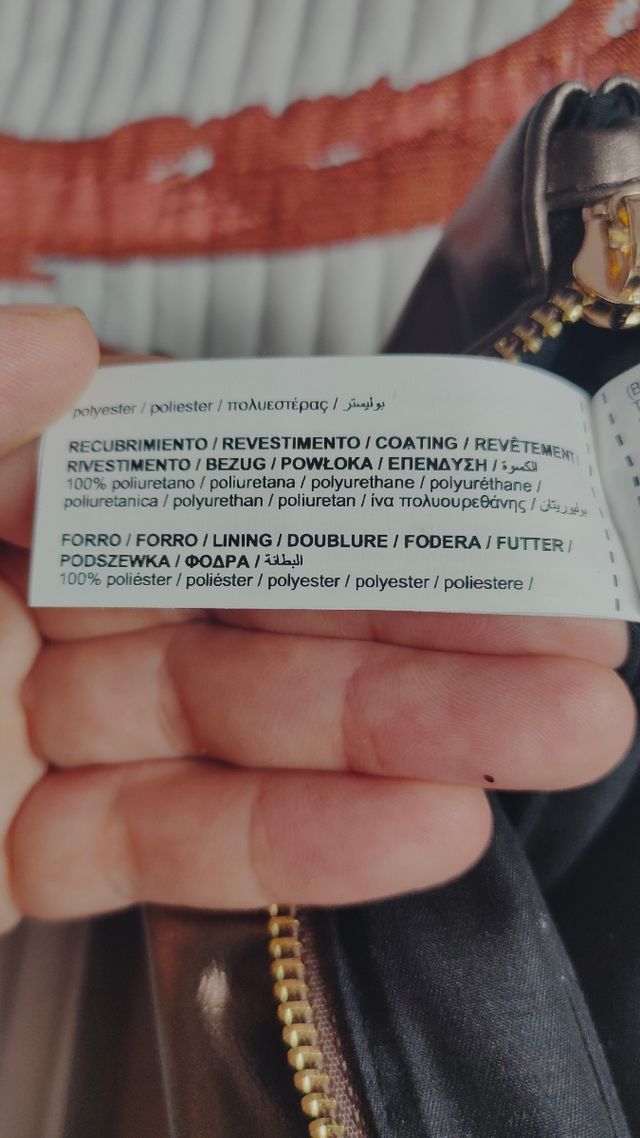 polyester / poliester / πολυεστέρας / بوليستر
RECUBRIMIENTO / REVESTIMENTO / COATING / REVÊTEMENT
RIVESTIMENTO / BEZUG / POWŁOKA / ΕΠΕΝΔΥΣΗ / الكسوة
100% poliuretano / poliuretana / polyurethane / polyuréthane /
poliuretanica / polyurethan / poliuretan / ίνα πολυουρεθάνης / بوليوريتان
FORRO / FORRO / LINING / DOUBLURE / FODERA / FUTTER /
PODSZEWKA / ΦΟΔΡΑ / البطانة
100% poliéster / poliéster / polyester / polyester / poliestere /